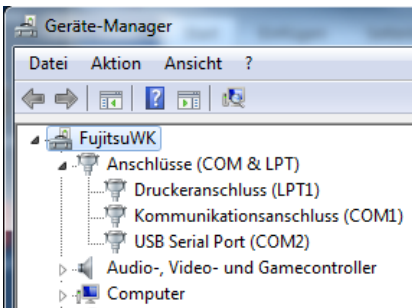 Geräte-Manager
Datei Aktion Ansicht ?
FujitsuWK
Anschlüsse (COM & LPT)
Druckeranschluss (LPT1)
Kommunikationsanschluss (COM1)
USB Serial Port (COM2)
Audio-, Video- und Gamecontroller
Computer